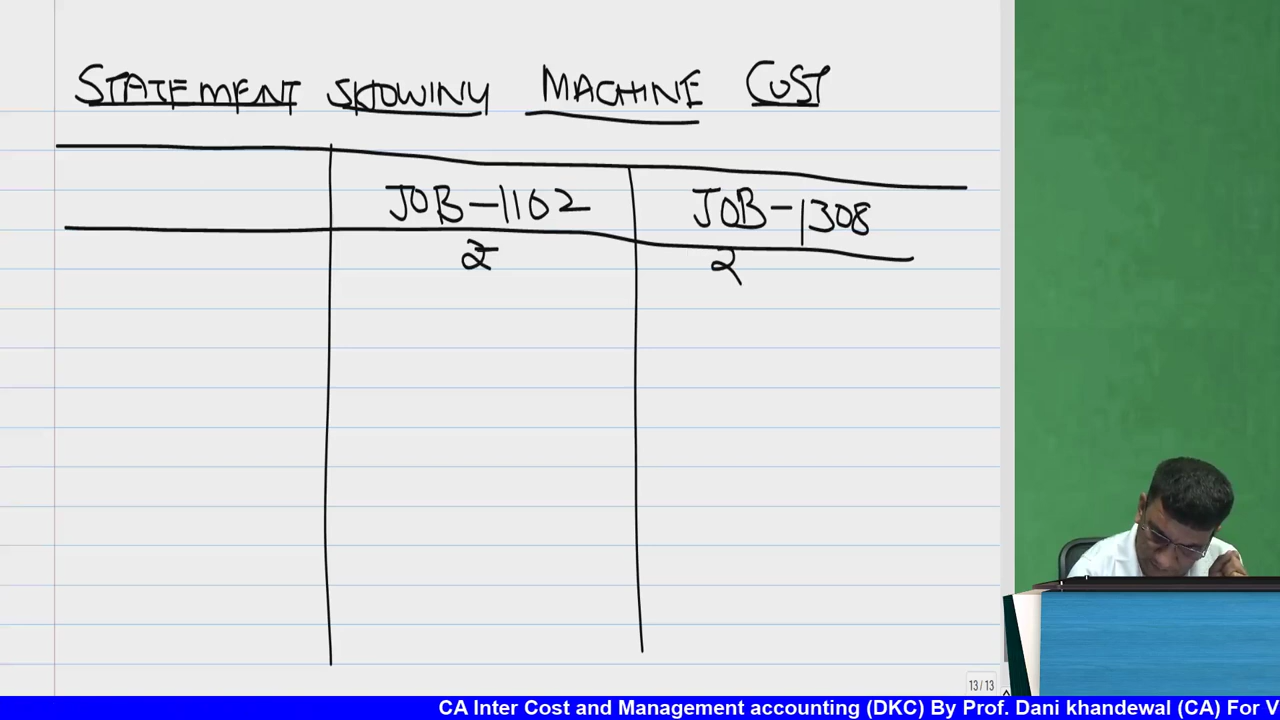 STATEMENT SHOWING MACHINE COST
JOB-1102 JOB-1308
₹ ₹
13/13
CA Inter Cost and Management accounting (DKC) By Prof. Dani khandewal (CA) For V